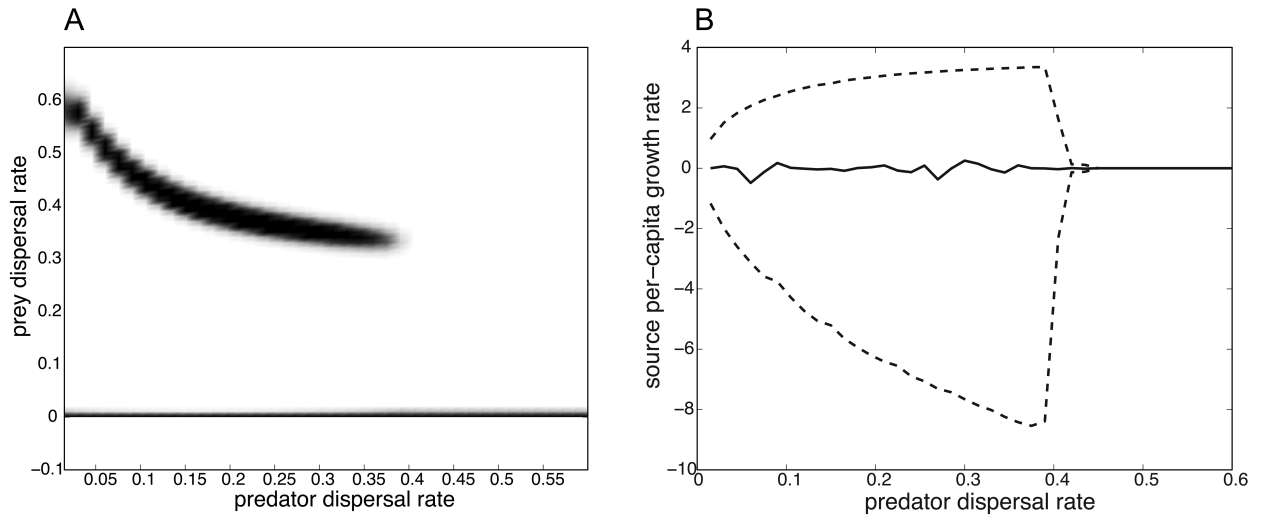 A
0.6
0.5
0.4
0.3
0.2
0.1
0
−0.1
prey dispersal rate
0.05 0.1 0.15 0.2 0.25 0.3 0.35 0.4 0.45 0.5 0.55
predator dispersal rate
B
4
2
0
−2
−4
−6
−8
−10
source per−capita growth rate
0 0.1 0.2 0.3 0.4 0.5 0.6
predator dispersal rate